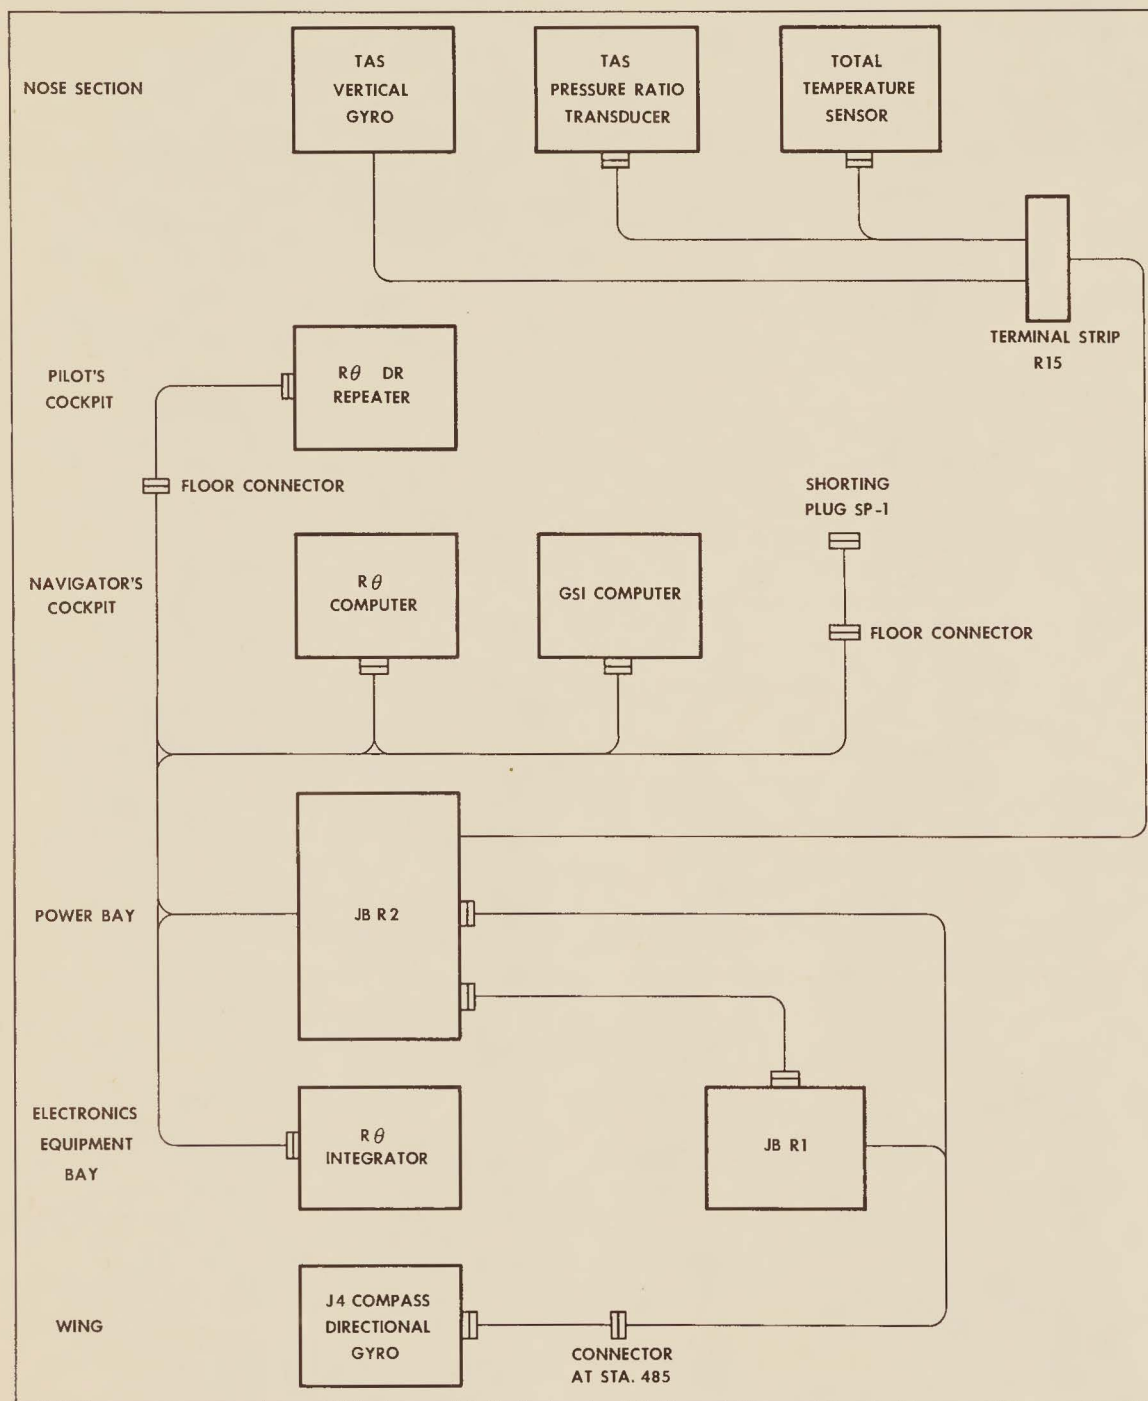 NOSE SECTION
TAS
VERTICAL
GYRO
TAS
PRESSURE RATIO
TRANSDUCER
TOTAL
TEMPERATURE
SENSOR
TERMINAL STRIP
R15
PILOT'S
COCKPIT
Rθ DR
REPEATER
FLOOR CONNECTOR
SHORTING
PLUG SP-1
NAVIGATOR'S
COCKPIT
Rθ
COMPUTER
GSI COMPUTER
FLOOR CONNECTOR
POWER BAY
JB R2
ELECTRONICS
EQUIPMENT
BAY
Rθ
INTEGRATOR
JB R1
WING
J4 COMPASS
DIRECTIONAL
GYRO
CONNECTOR
AT STA. 485